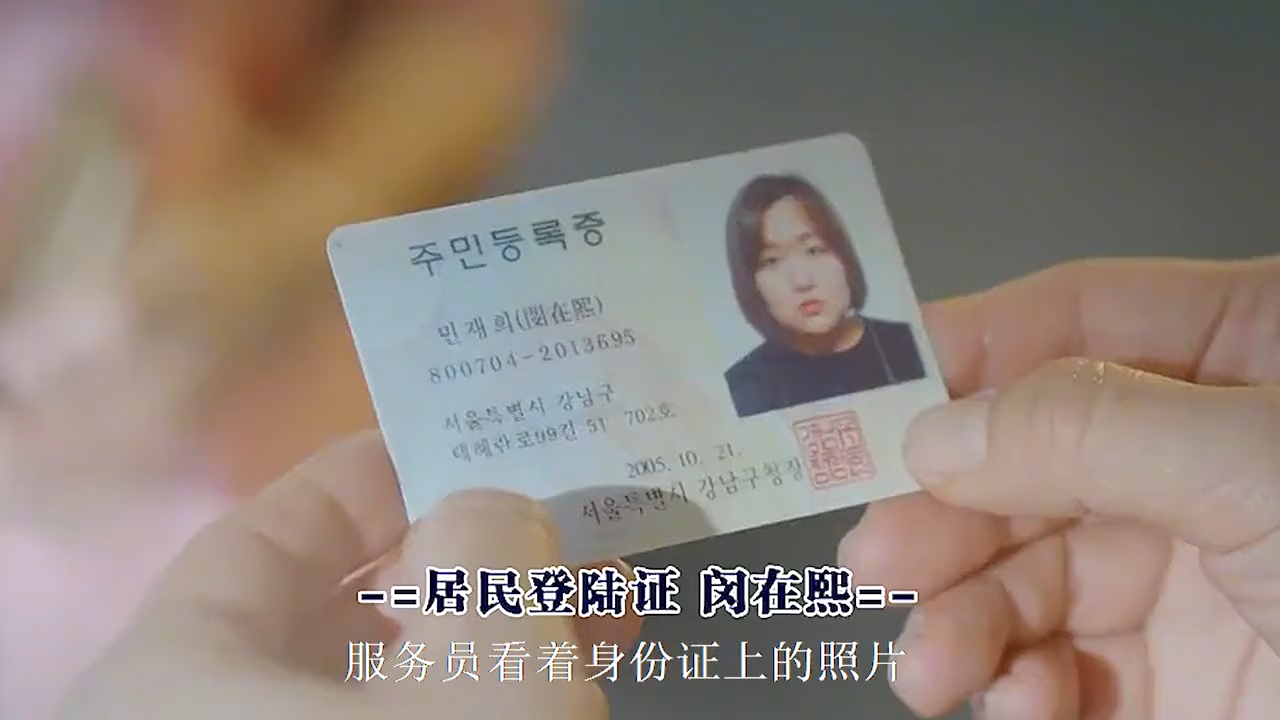 주민등록증
민재희(閔在熙)
800704-2013695
서울특별시 강남구
테헤란로99길 51 702호
2005. 10. 21.
서울특별시 강남구청장
-=居民登陆证 闵在熙=-
服务员看着身份证上的照片